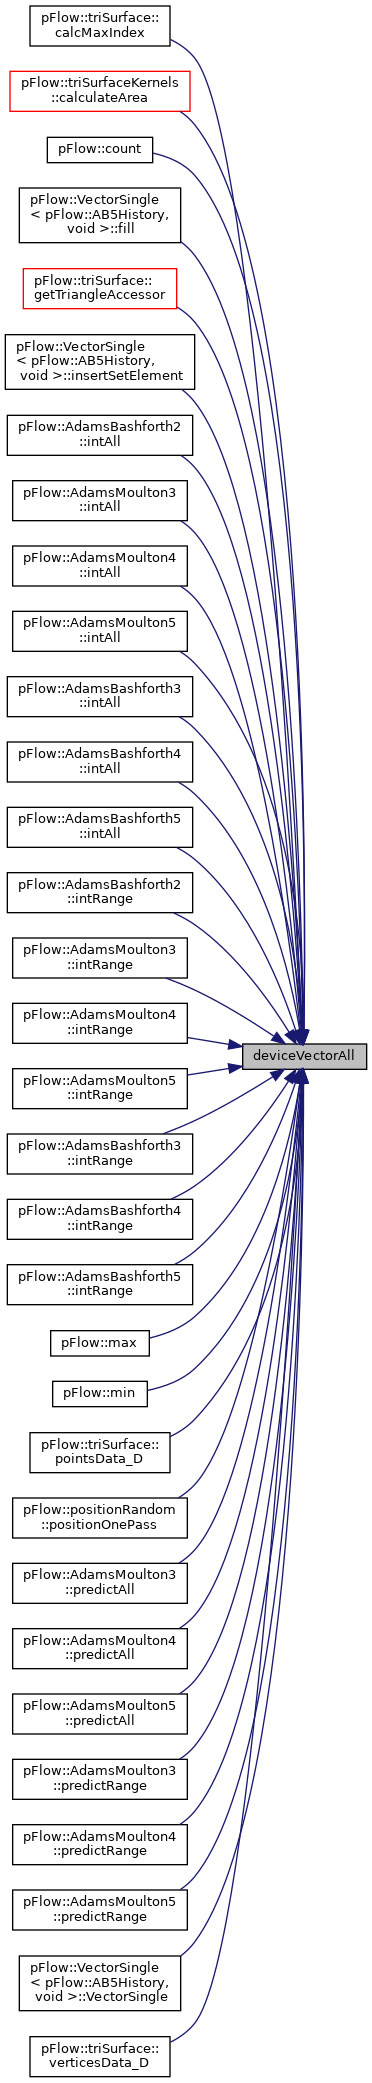 pFlow::triSurface::
calcMaxIndex
pFlow::triSurfaceKernels
::calculateArea
pFlow::count
pFlow::VectorSingle
< pFlow::AB5History,
void >::fill
pFlow::triSurface::
getTriangleAccessor
pFlow::VectorSingle
< pFlow::AB5History,
void >::insertSetElement
pFlow::AdamsBashforth2
::intAll
pFlow::AdamsMoulton3
::intAll
pFlow::AdamsMoulton4
::intAll
pFlow::AdamsMoulton5
::intAll
pFlow::AdamsBashforth3
::intAll
pFlow::AdamsBashforth4
::intAll
pFlow::AdamsBashforth5
::intAll
pFlow::AdamsBashforth2
::intRange
pFlow::AdamsMoulton3
::intRange
pFlow::AdamsMoulton4
::intRange
deviceVectorAll
pFlow::AdamsMoulton5
::intRange
pFlow::AdamsBashforth3
::intRange
pFlow::AdamsBashforth4
::intRange
pFlow::AdamsBashforth5
::intRange
pFlow::max
pFlow::min
pFlow::triSurface::
pointsData_D
pFlow::positionRandom
::positionOnePass
pFlow::AdamsMoulton3
::predictAll
pFlow::AdamsMoulton4
::predictAll
pFlow::AdamsMoulton5
::predictAll
pFlow::AdamsMoulton3
::predictRange
pFlow::AdamsMoulton4
::predictRange
pFlow::AdamsMoulton5
::predictRange
pFlow::VectorSingle
< pFlow::AB5History,
void >::VectorSingle
pFlow::triSurface::
verticesData_D